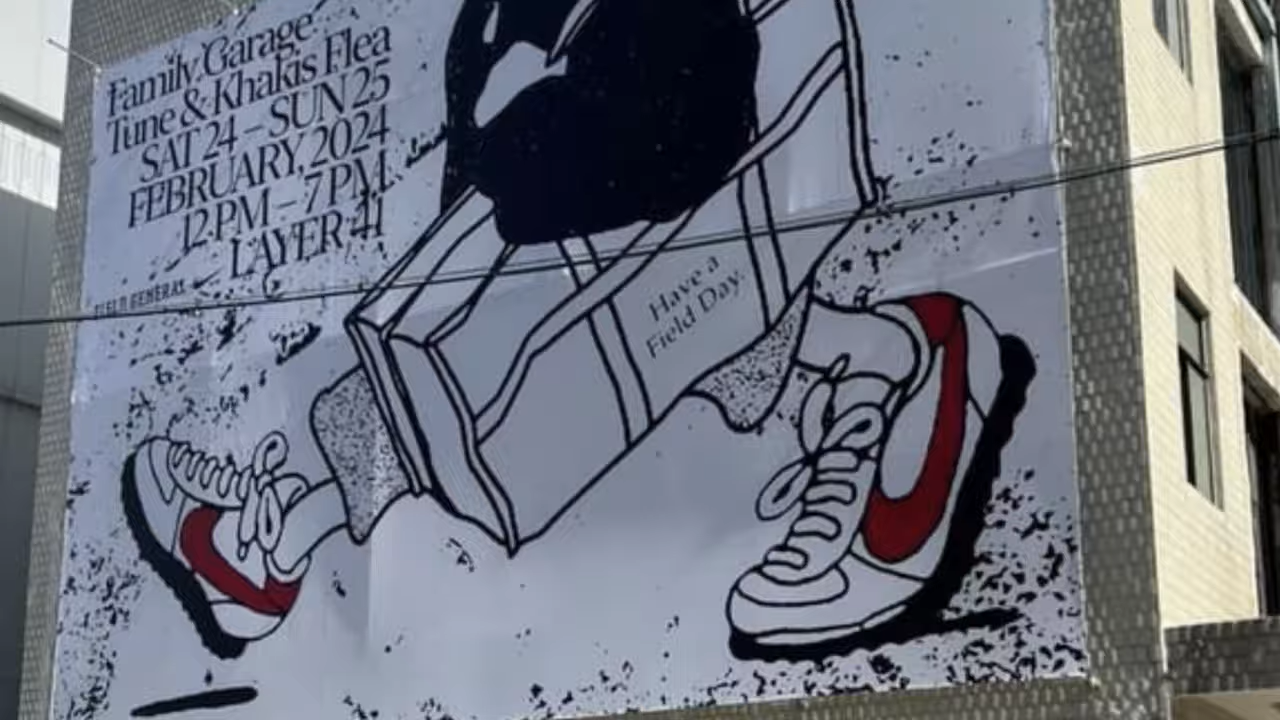 Family Garage
Tune & Khakis Flea
SAT 24 – SUN 25
FEBRUARY, 2024
12 PM – 7 PM
LAYER 41
FIELD GENERAL
Have a
Field Day.